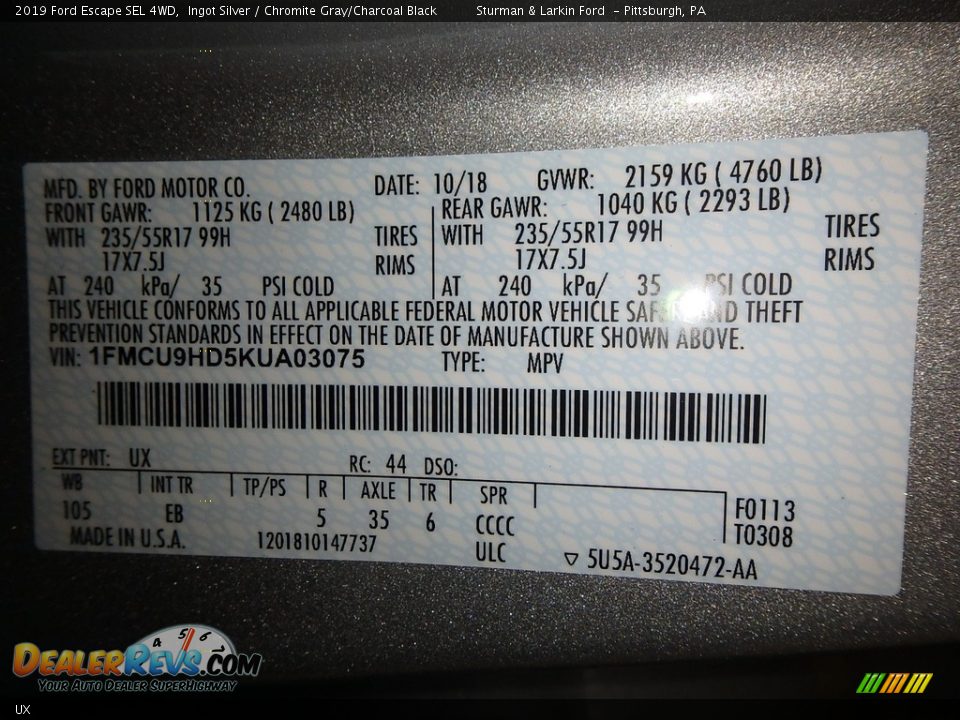 2019 Ford Escape SEL 4WD, Ingot Silver / Chromite Gray/Charcoal Black Sturman & Larkin Ford - Pittsburgh, PA
MFD. BY FORD MOTOR CO. DATE: 10/18 GVWR: 2159 KG ( 4760 LB)
FRONT GAWR: 1125 KG ( 2480 LB) REAR GAWR: 1040 KG ( 2293 LB)
WITH 235/55R17 99H TIRES WITH 235/55R17 99H TIRES
17X7.5J RIMS 17X7.5J RIMS
AT 240 kPa/ 35 PSI COLD AT 240 kPa/ 35 PSI COLD
THIS VEHICLE CONFORMS TO ALL APPLICABLE FEDERAL MOTOR VEHICLE SAFETY AND THEFT
PREVENTION STANDARDS IN EFFECT ON THE DATE OF MANUFACTURE SHOWN ABOVE.
VIN: 1FMCU9HD5KUA03075 TYPE: MPV
EXT PNT: UX RC: 44 DSO:
WB INT TR TP/PS R AXLE TR SPR F0113
105 EB 5 35 6 CCCC T0308
MADE IN U.S.A. 1201810147737 ULC 5U5A-3520472-AA
4 5 6
DEALERREVS.COM
YOUR AUTO DEALER SUPERHIGHWAY
UX